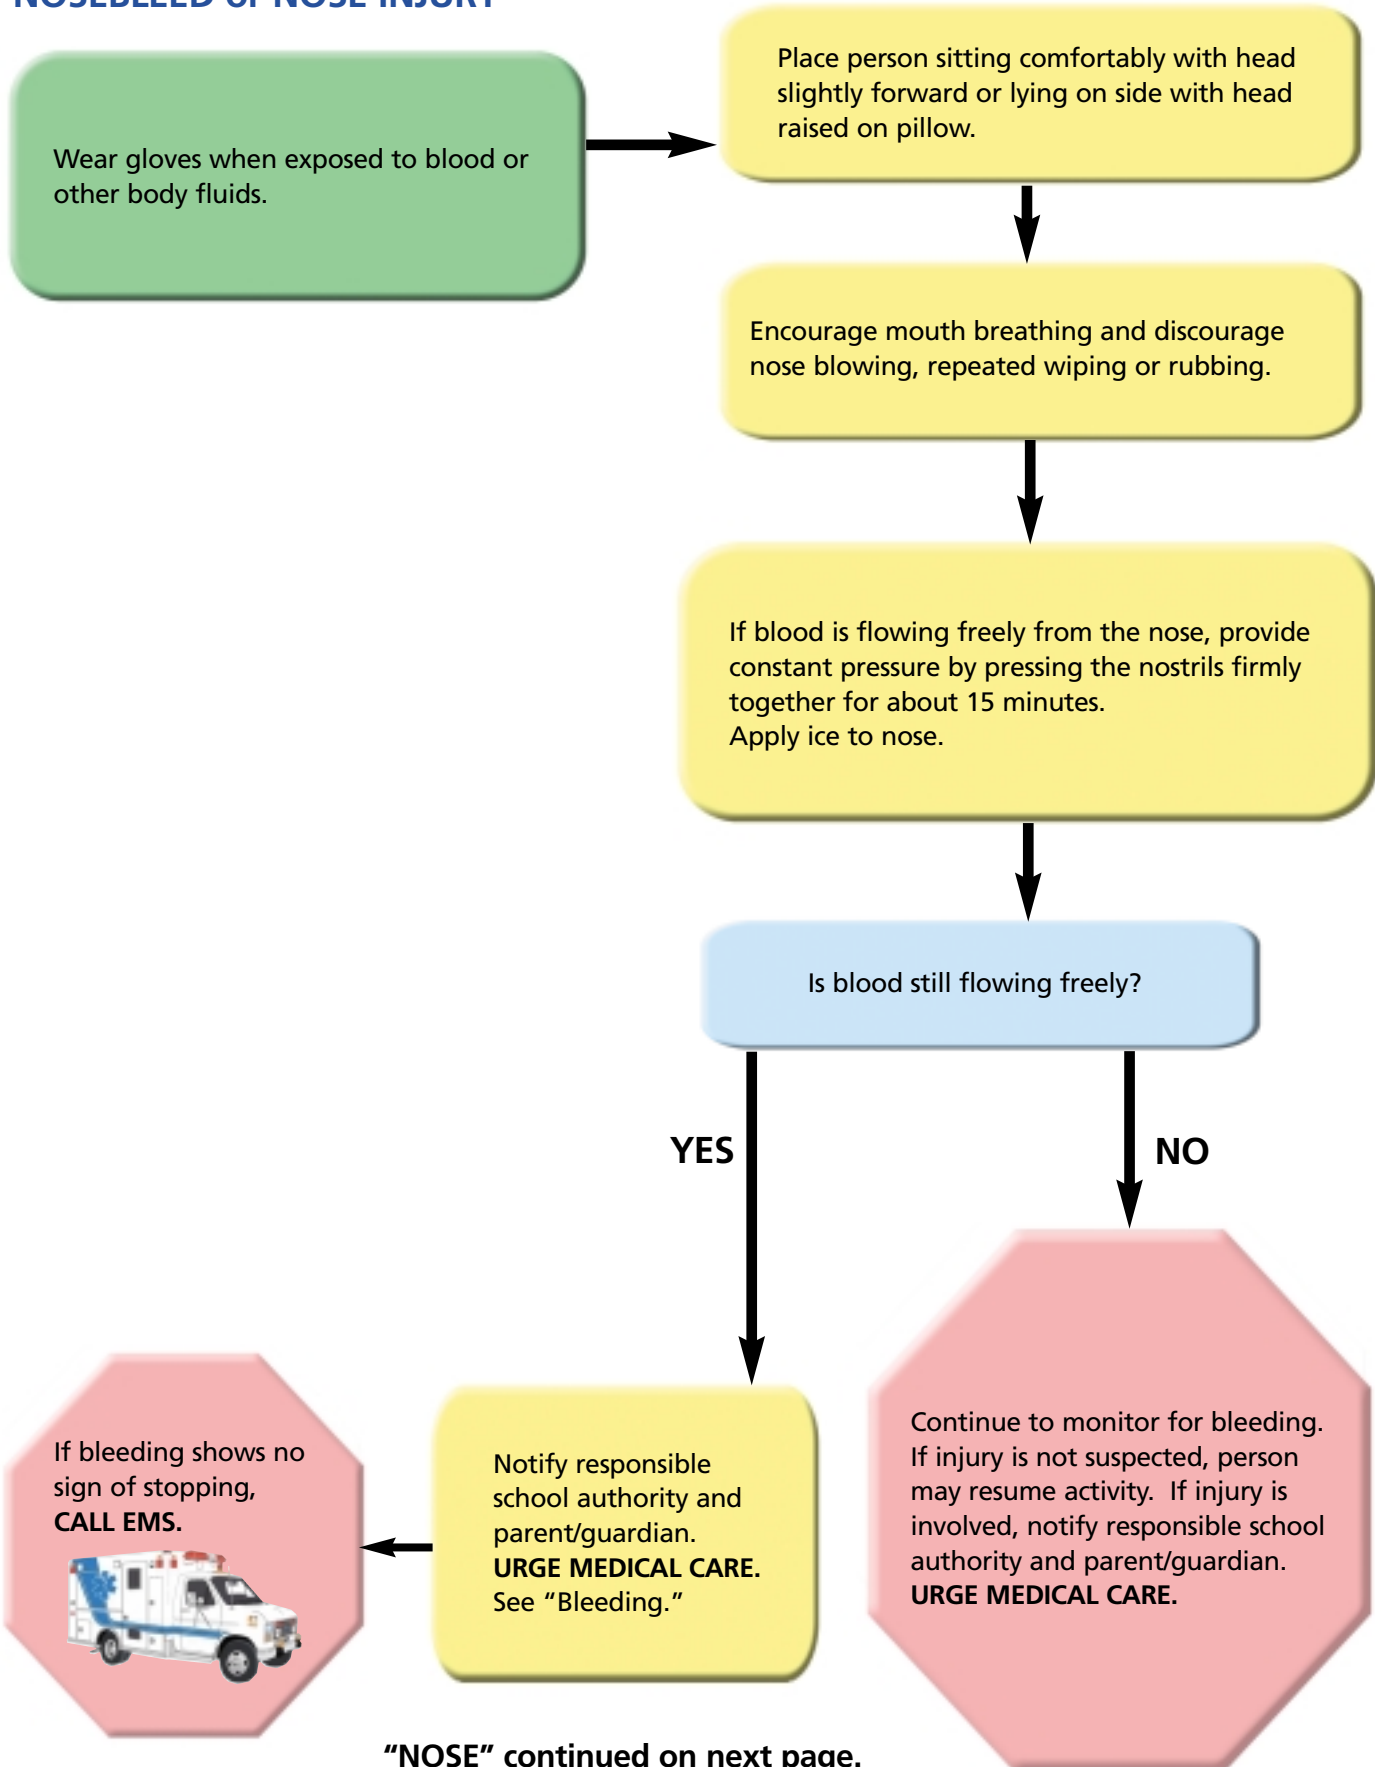 NOSEBLEED or NOSE INJURY
Wear gloves when exposed to blood or
other body fluids.
Place person sitting comfortably with head
slightly forward or lying on side with head
raised on pillow.
Encourage mouth breathing and discourage
nose blowing, repeated wiping or rubbing.
If blood is flowing freely from the nose, provide
constant pressure by pressing the nostrils firmly
together for about 15 minutes.
Apply ice to nose.
Is blood still flowing freely?
YES
NO
If bleeding shows no
sign of stopping,
CALL EMS.
Notify responsible
school authority and
parent/guardian.
URGE MEDICAL CARE.
See “Bleeding.”
Continue to monitor for bleeding.
If injury is not suspected, person
may resume activity.  If injury is
involved, notify responsible school
authority and parent/guardian.
URGE MEDICAL CARE.
“NOSE” continued on next page.